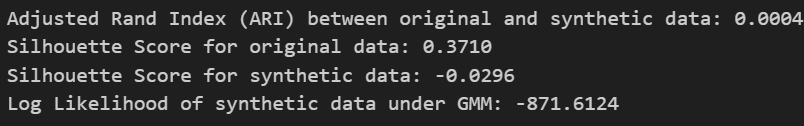 Adjusted Rand Index (ARI) between original and synthetic data: 0.0004
Silhouette Score for original data: 0.3710
Silhouette Score for synthetic data: -0.0296
Log Likelihood of synthetic data under GMM: -871.6124